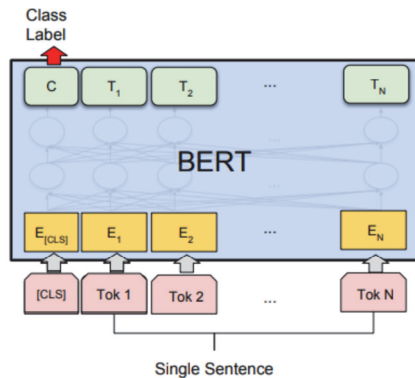 Class
Label
C T1 T2 ... TN
BERT
E[CLS] E1 E2 ... EN
[CLS] Tok 1 Tok 2 ... Tok N
Single Sentence